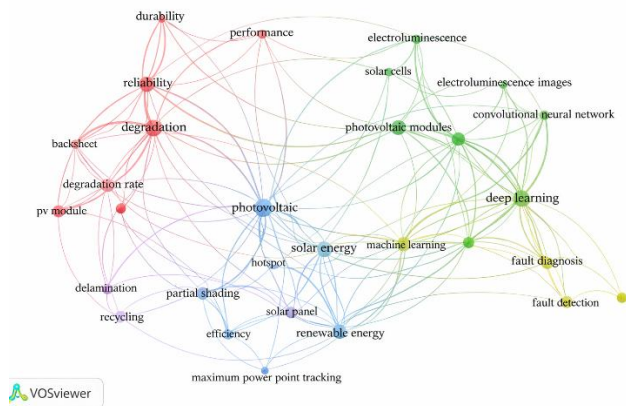 durability
performance
electroluminescence
solar cells
reliability
electroluminescence images
convolutional neural network
degradation
photovoltaic modules
backsheet
degradation rate
deep learning
pv module
photovoltaic
solar energy
machine learning
hotspot
fault diagnosis
delamination
partial shading
recycling
solar panel
fault detection
efficiency
renewable energy
maximum power point tracking
VOSviewer